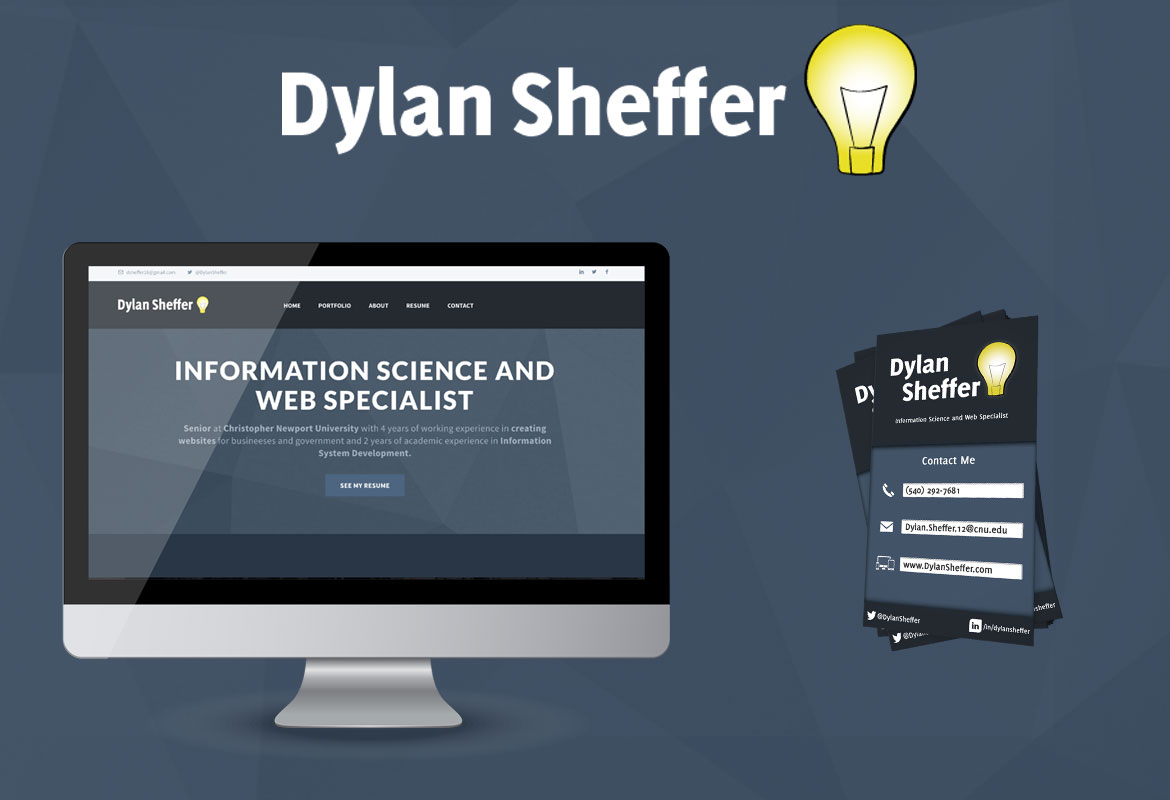 Dylan Sheffer
@DylanSheffer
Dylan Sheffer
HOME PORTFOLIO ABOUT RESUME CONTACT
INFORMATION SCIENCE AND
WEB SPECIALIST
Senior at Christopher Newport University with 4 years of working experience in creating
websites for busineeses and government and 2 years of academic experience in Information
System Development.
SEE MY RESUME
Dylan
Sheffer
Information Science and Web Specialist
Contact Me
(540) 292-7681
Dylan.Sheffer.12@cnu.edu
www.DylanSheffer.com
@DylanSheffer
in /in/dylansheffer